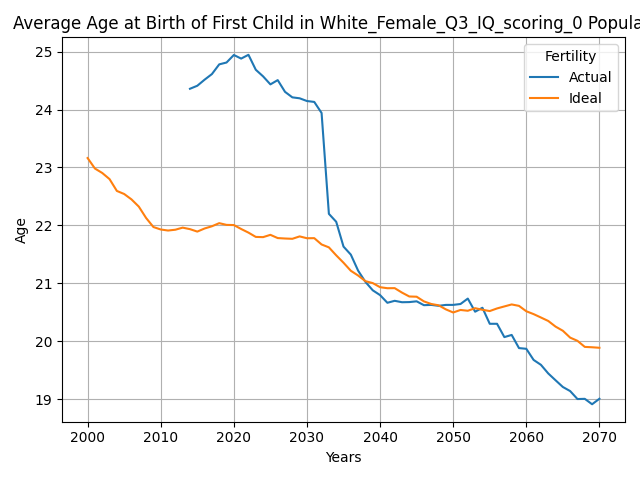 Average Age at Birth of First Child in White_Female_Q3_IQ_scoring_0 Popula
Fertility
Actual
Ideal
25
24
23
22
21
20
19
Age
2000 2010 2020 2030 2040 2050 2060 2070
Years